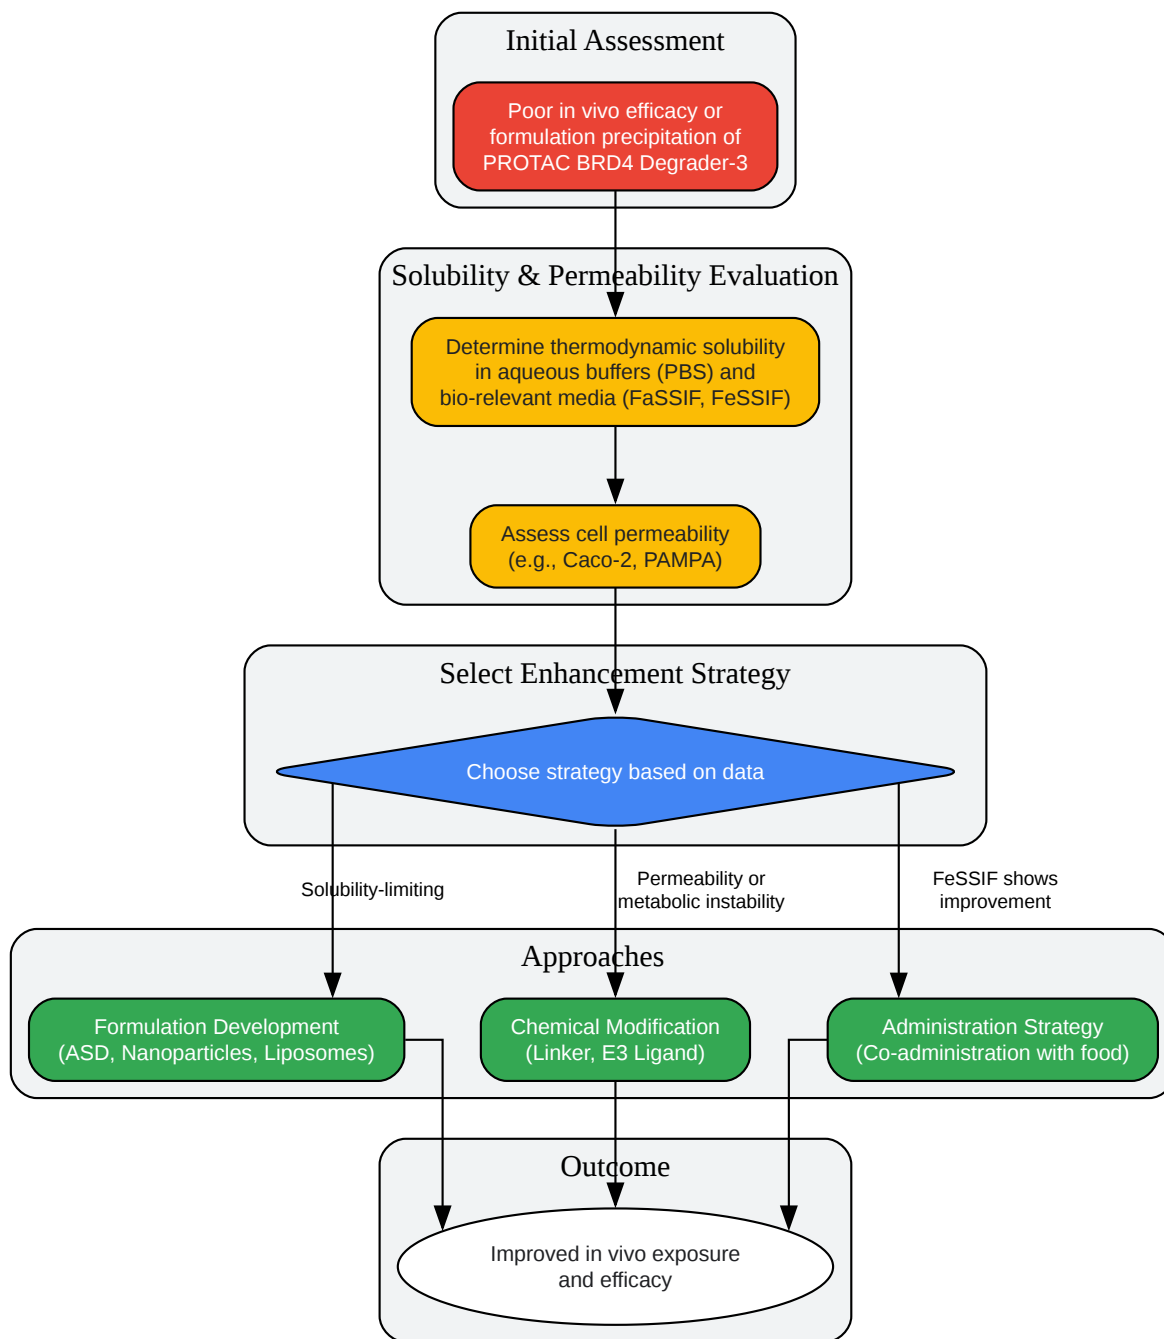 Initial Assessment
Poor in vivo efficacy or
formulation precipitation of
PROTAC BRD4 Degrader-3
Solubility & Permeability Evaluation
Determine thermodynamic solubility
in aqueous buffers (PBS) and
bio-relevant media (FaSSIF, FeSSIF)
Assess cell permeability
(e.g., Caco-2, PAMPA)
Select Enhancement Strategy
Choose strategy based on data
Solubility-limiting
Permeability or
metabolic instability
FeSSIF shows
improvement
Approaches
Formulation Development
(ASD, Nanoparticles, Liposomes)
Chemical Modification
(Linker, E3 Ligand)
Administration Strategy
(Co-administration with food)
Outcome
Improved in vivo exposure
and efficacy